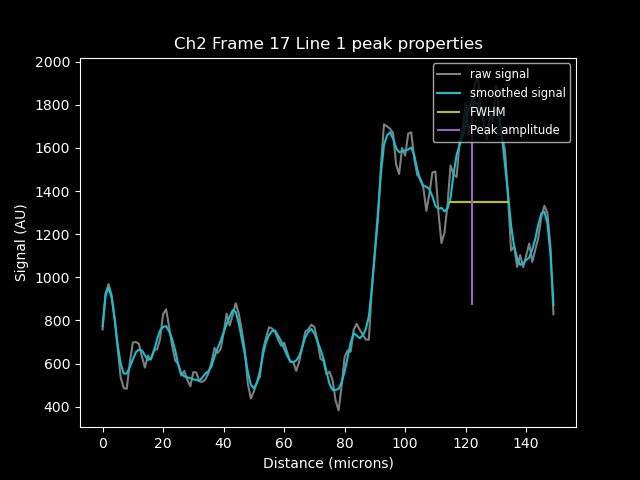 Ch2 Frame 17 Line 1 peak properties
raw signal
smoothed signal
FWHM
Peak amplitude
2000
1800
1600
1400
1200
1000
800
600
400
Signal (AU)
0 20 40 60 80 100 120 140
Distance (microns)